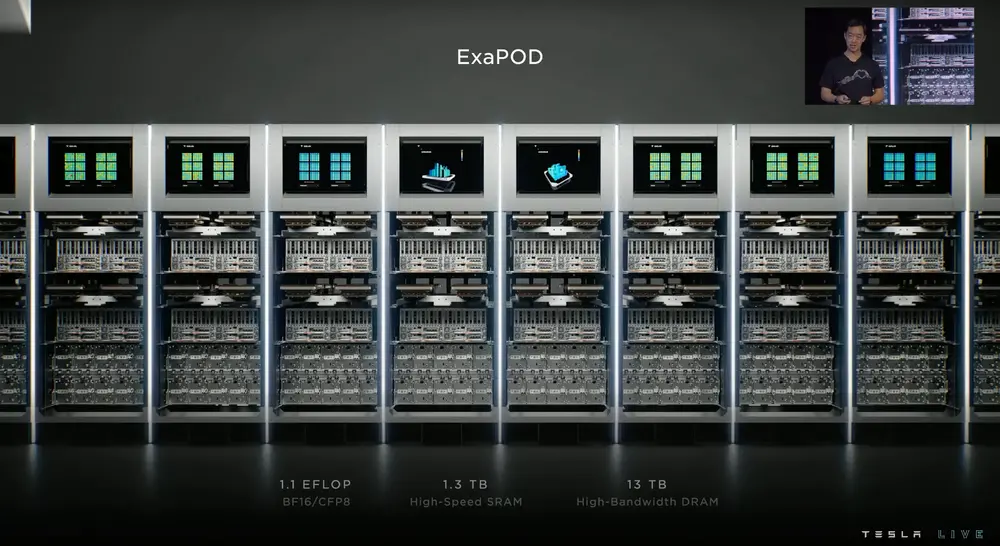 ExaPOD
1.1 EFLOP
BF16/CFP8
1.3 TB
High-Speed SRAM
13 TB
High-Bandwidth DRAM
TESLA LIVE